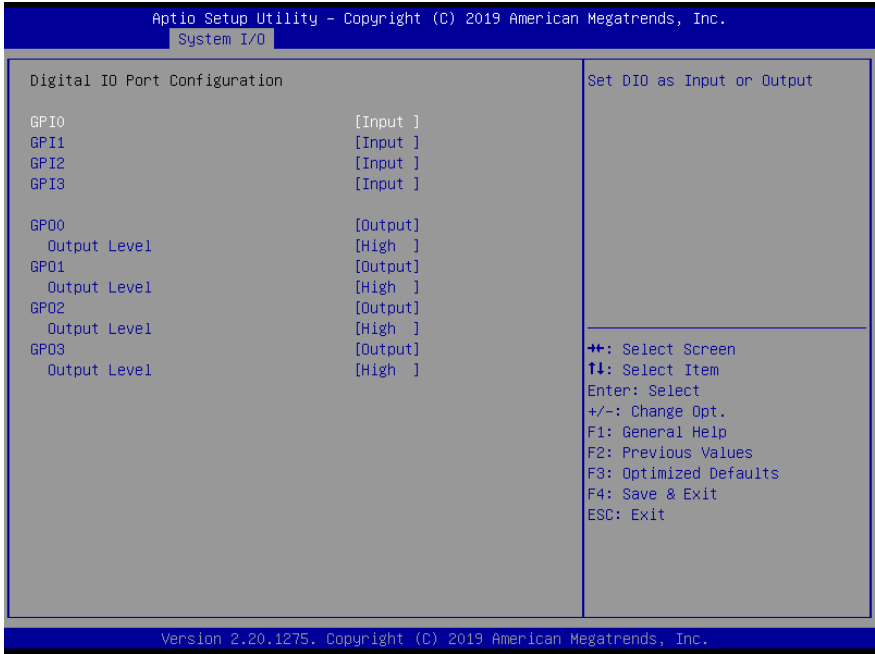 Aptio Setup Utility – Copyright (C) 2019 American Megatrends, Inc.
System I/O
Digital IO Port Configuration
GPI0 [Input ]
GPI1 [Input ]
GPI2 [Input ]
GPI3 [Input ]
GPO0 [Output]
Output Level [High ]
GPO1 [Output]
Output Level [High ]
GPO2 [Output]
Output Level [High ]
GPO3 [Output]
Output Level [High ]
Set DIO as Input or Output
→←: Select Screen
↑↓: Select Item
Enter: Select
+/-: Change Opt.
F1: General Help
F2: Previous Values
F3: Optimized Defaults
F4: Save & Exit
ESC: Exit
Version 2.20.1275. Copyright (C) 2019 American Megatrends, Inc.